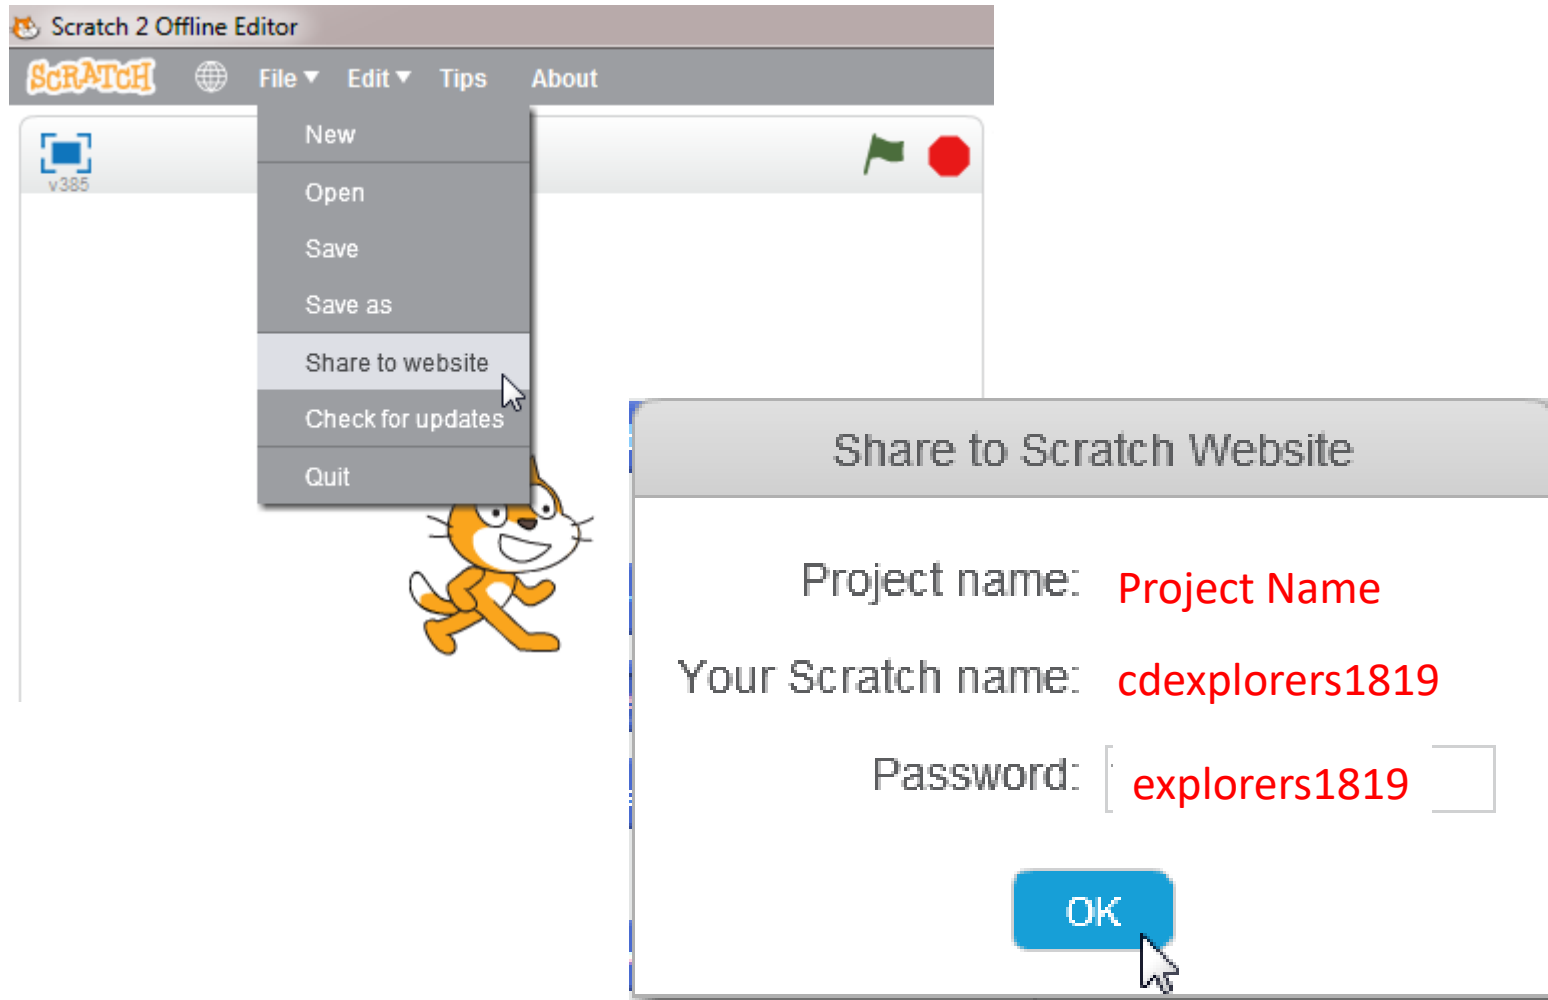 Scratch 2 Offline Editor
SCRATCH File Edit Tips About
v385
New
Open
Save
Save as
Share to website
Check for updates
Quit
Share to Scratch Website
Project name: Project Name
Your Scratch name: cdexplorers1819
Password: explorers1819
OK